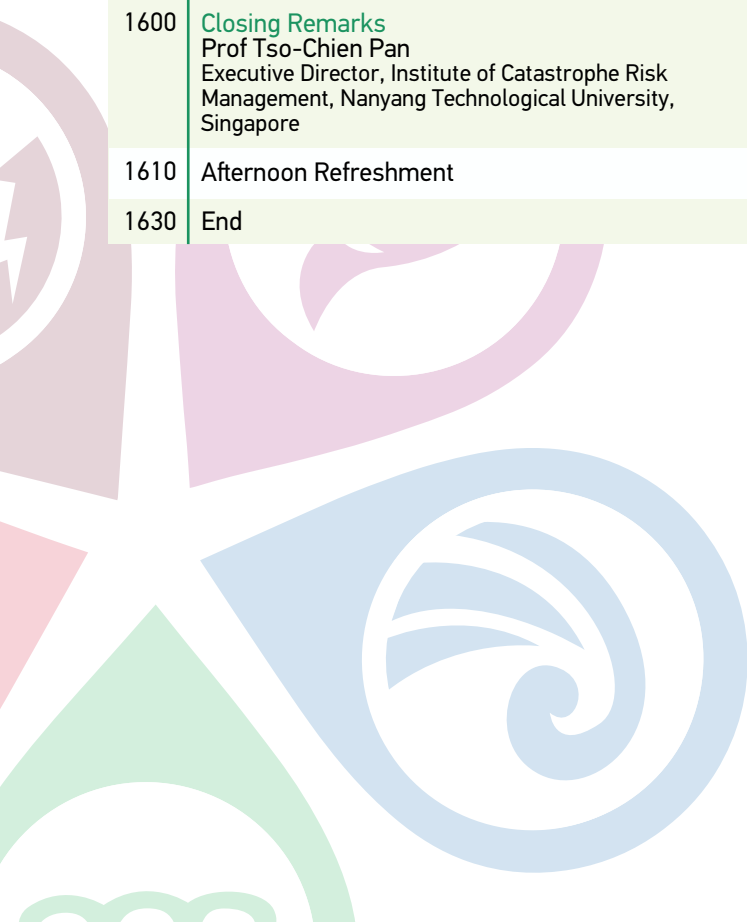 1600 Closing Remarks
Prof Tso-Chien Pan
Executive Director, Institute of Catastrophe Risk
Management, Nanyang Technological University,
Singapore
1610 Afternoon Refreshment
1630 End